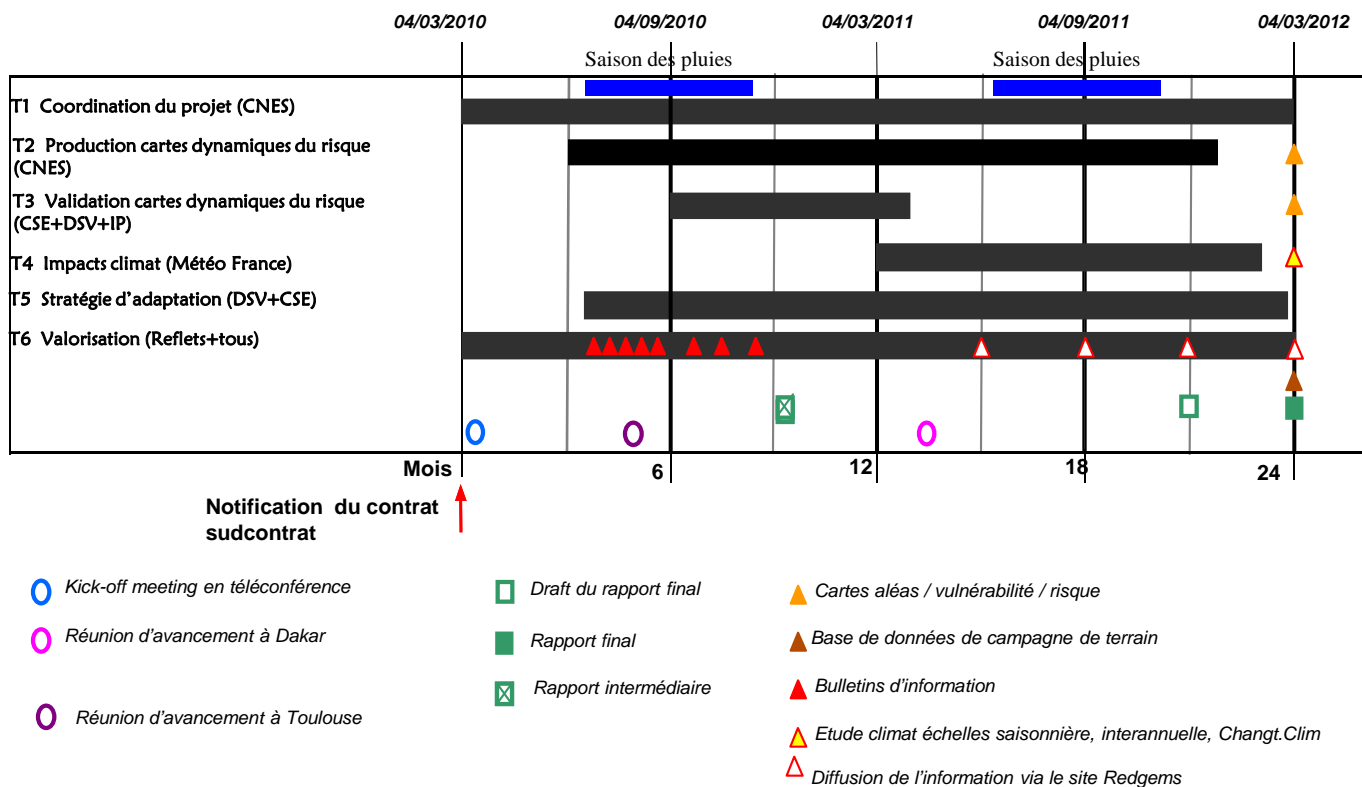 04/03/2010 04/09/2010 04/03/2011 04/09/2011 04/03/2012
Saison des pluies Saison des pluies
T1 Coordination du projet (CNES)
T2 Production cartes dynamiques du risque
(CNES)
T3 Validation cartes dynamiques du risque
(CSE+DSV+IP)
T4 Impacts climat (Météo France)
T5 Stratégie d'adaptation (DSV+CSE)
T6 Valorisation (Reflets+tous)
Mois 6 12 18 24
Notification du contrat
sudcontrat
Kick-off meeting en téléconférence
Réunion d'avancement à Dakar
Réunion d'avancement à Toulouse
Draft du rapport final
Rapport final
Rapport intermédiaire
Cartes aléas / vulnérabilité / risque
Base de données de campagne de terrain
Bulletins d'information
Etude climat échelles saisonnière, interannuelle, Changt.Clim
Diffusion de l'information via le site Redgems